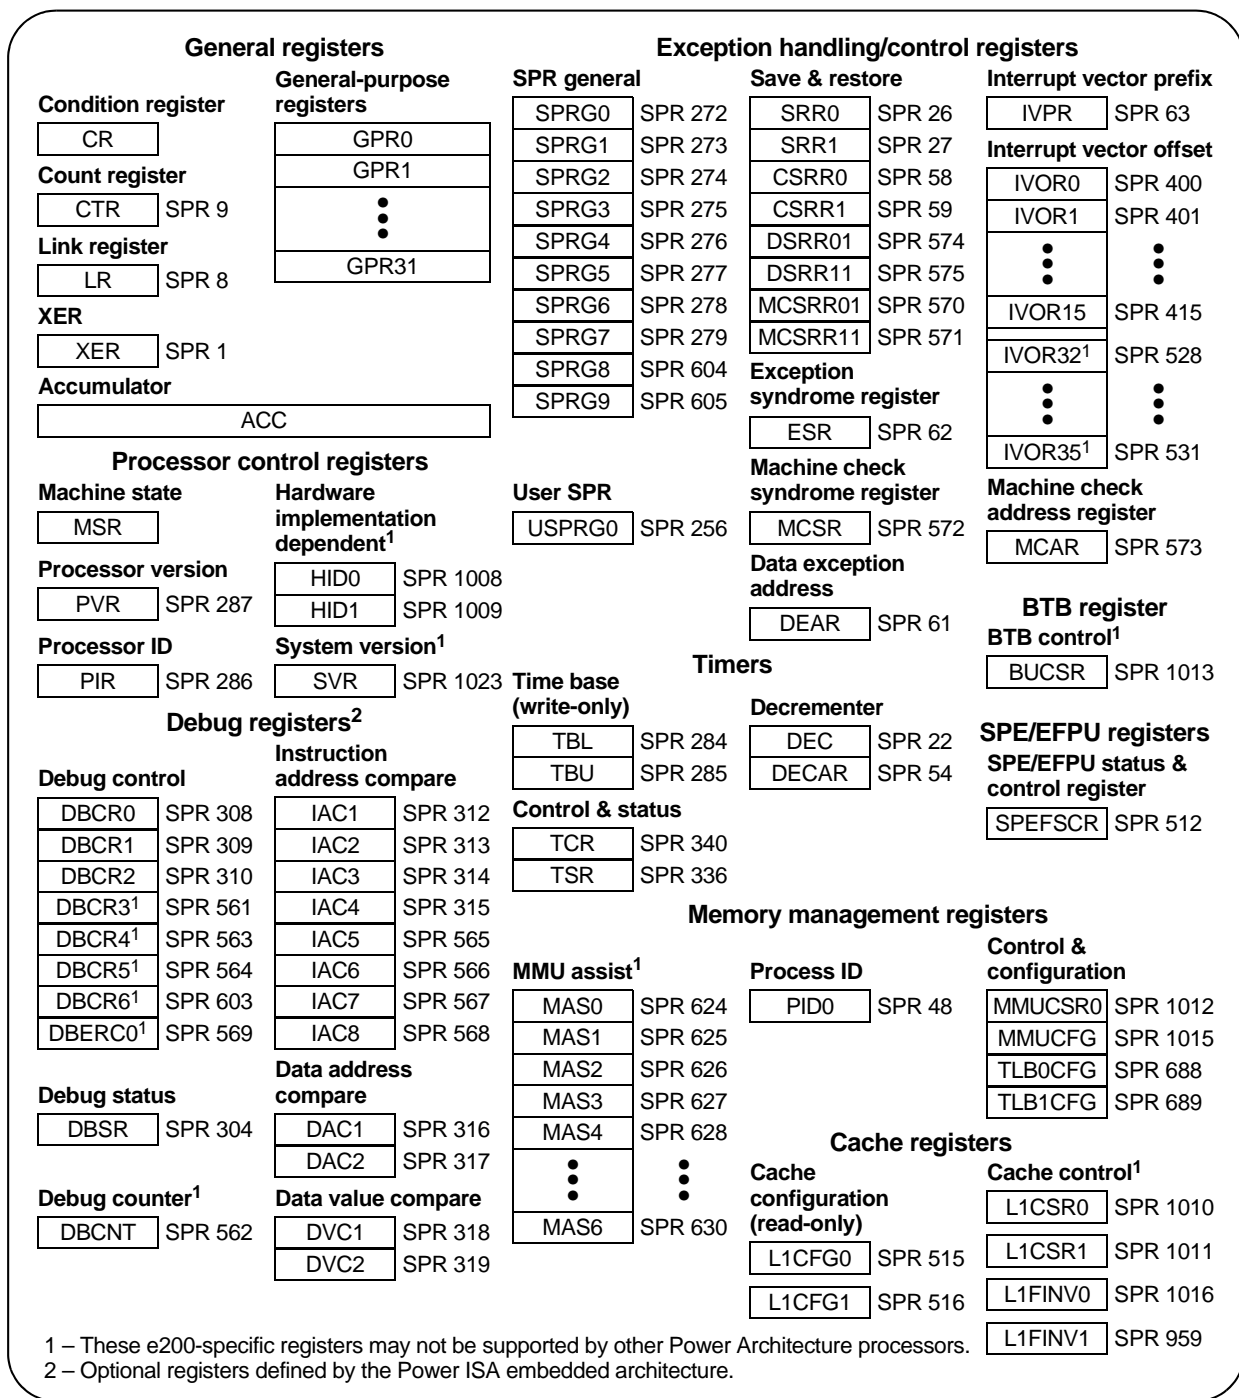 General registers
Condition register
CR
Count register
CTR SPR 9
Link register
LR SPR 8
XER
XER SPR 1
General-purpose
registers
GPR0
GPR1
GPR31
Accumulator
ACC
Processor control registers
Machine state
MSR
Processor version
PVR SPR 287
Processor ID
PIR SPR 286
Hardware
implementation
dependent1
HID0 SPR 1008
HID1 SPR 1009
System version1
SVR SPR 1023
Debug registers2
Debug control
DBCR0 SPR 308
DBCR1 SPR 309
DBCR2 SPR 310
DBCR31 SPR 561
DBCR41 SPR 563
DBCR51 SPR 564
DBCR61 SPR 603
DBERC01 SPR 569
Debug status
DBSR SPR 304
Debug counter1
DBCNT SPR 562
Instruction
address compare
IAC1 SPR 312
IAC2 SPR 313
IAC3 SPR 314
IAC4 SPR 315
IAC5 SPR 565
IAC6 SPR 566
IAC7 SPR 567
IAC8 SPR 568
Data address
compare
DAC1 SPR 316
DAC2 SPR 317
Data value compare
DVC1 SPR 318
DVC2 SPR 319
Exception handling/control registers
SPR general
SPRG0 SPR 272
SPRG1 SPR 273
SPRG2 SPR 274
SPRG3 SPR 275
SPRG4 SPR 276
SPRG5 SPR 277
SPRG6 SPR 278
SPRG7 SPR 279
SPRG8 SPR 604
SPRG9 SPR 605
User SPR
USPRG0 SPR 256
Save & restore
SRR0 SPR 26
SRR1 SPR 27
CSRR0 SPR 58
CSRR1 SPR 59
DSRR01 SPR 574
DSRR11 SPR 575
MCSRR01 SPR 570
MCSRR11 SPR 571
Exception
syndrome register
ESR SPR 62
Machine check
syndrome register
MCSR SPR 572
Data exception
address
DEAR SPR 61
Interrupt vector prefix
IVPR SPR 63
Interrupt vector offset
IVOR0 SPR 400
IVOR1 SPR 401
IVOR15 SPR 415
IVOR321 SPR 528
IVOR351 SPR 531
Machine check
address register
MCAR SPR 573
BTB register
BTB control1
BUCSR SPR 1013
Timers
Time base
(write-only)
TBL SPR 284
TBU SPR 285
Control & status
TCR SPR 340
TSR SPR 336
Decrementer
DEC SPR 22
DECAR SPR 54
SPE/EFPU registers
SPE/EFPU status &
control register
SPEFSCR SPR 512
Memory management registers
MMU assist1
MAS0 SPR 624
MAS1 SPR 625
MAS2 SPR 626
MAS3 SPR 627
MAS4 SPR 628
MAS6 SPR 630
Process ID
PID0 SPR 48
Control &
configuration
MMUCSR0 SPR 1012
MMUCFG SPR 1015
TLB0CFG SPR 688
TLB1CFG SPR 689
Cache registers
Cache
configuration
(read-only)
L1CFG0 SPR 515
L1CFG1 SPR 516
Cache control1
L1CSR0 SPR 1010
L1CSR1 SPR 1011
L1FINV0 SPR 1016
L1FINV1 SPR 959
1 – These e200-specific registers may not be supported by other Power Architecture processors.
2 – Optional registers defined by the Power ISA embedded architecture.